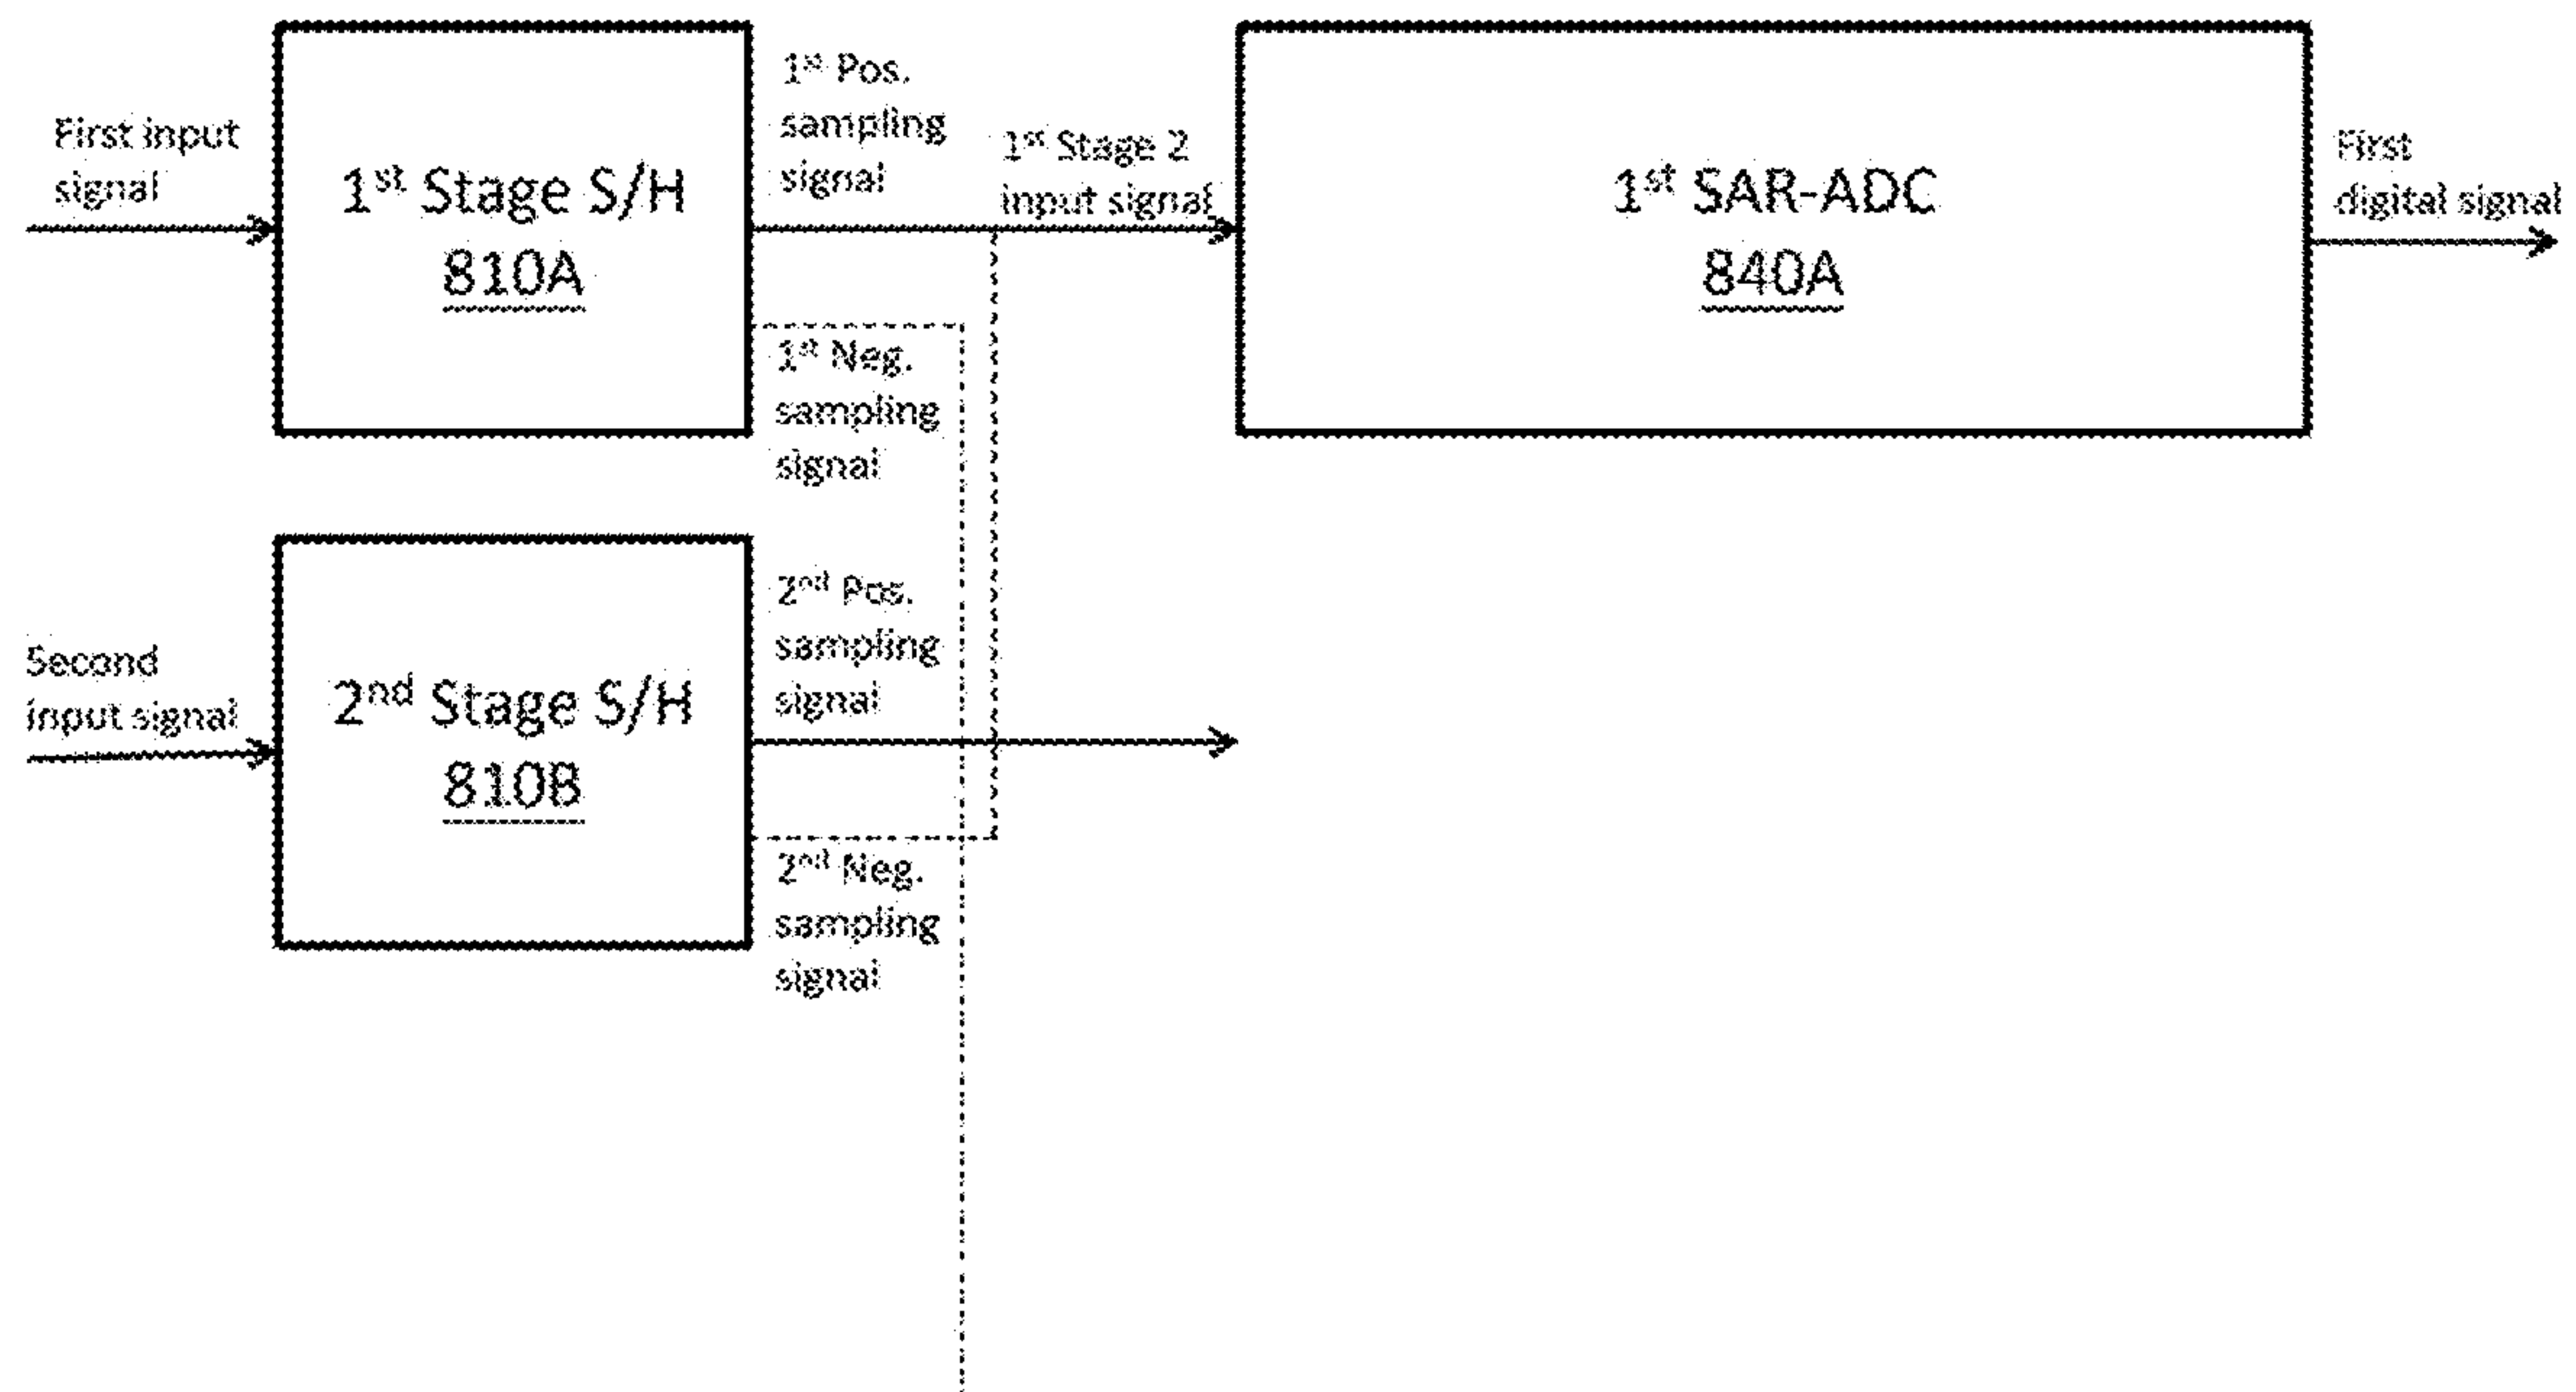 First input
signal
1st Stage S/H
810A
1st Pos.
sampling
signal
1st Stage 2
input signal
1st SAR-ADC
840A
First
digital signal
1st Neg.
sampling
signal
Second
input signal
2nd Stage S/H
810B
2nd Pos.
sampling
signal
2nd Neg.
sampling
signal